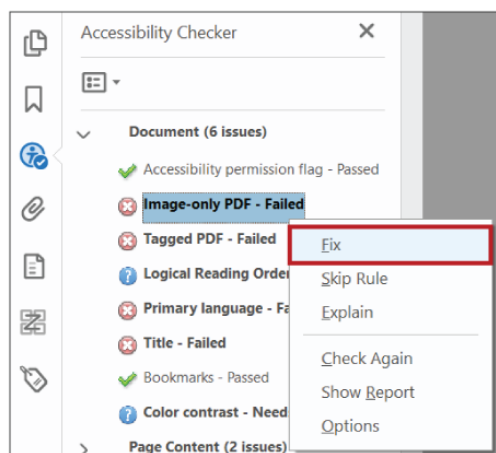 Accessibility Checker
Document (6 issues)
Accessibility permission flag - Passed
Image-only PDF - Failed
Tagged PDF - Failed
Fix
Logical Reading Order
Skip Rule
Primary language - Fa
Explain
Title - Failed
Check Again
Bookmarks - Passed
Show Report
Color contrast - Need
Options
Page Content (2 issues)